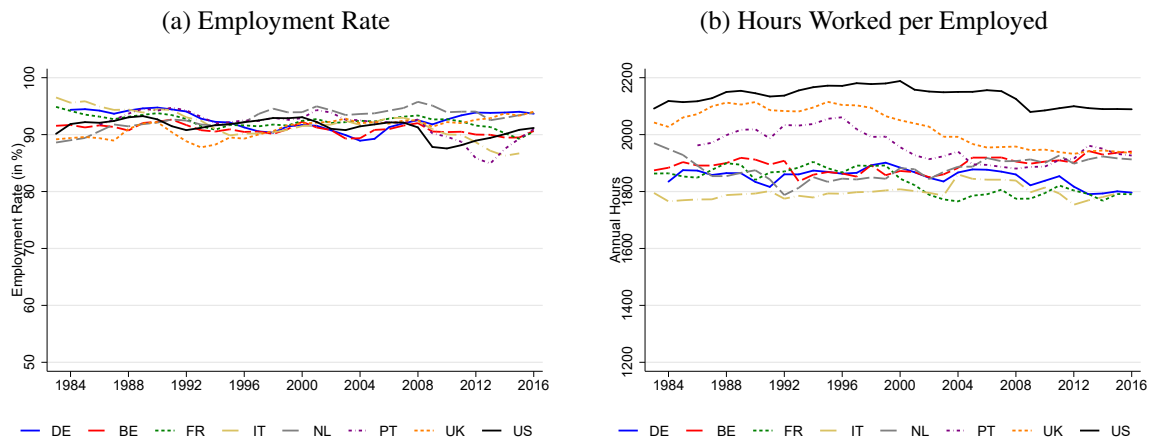 (a) Employment Rate
Employment Rate (in %)
100
90
80
70
60
50
1984 1988 1992 1996 2000 2004 2008 2012 2016
DE BE FR IT NL PT UK US
(b) Hours Worked per Employed
Annual Hours
2200
2000
1800
1600
1400
1200
1984 1988 1992 1996 2000 2004 2008 2012 2016
DE BE FR IT NL PT UK US